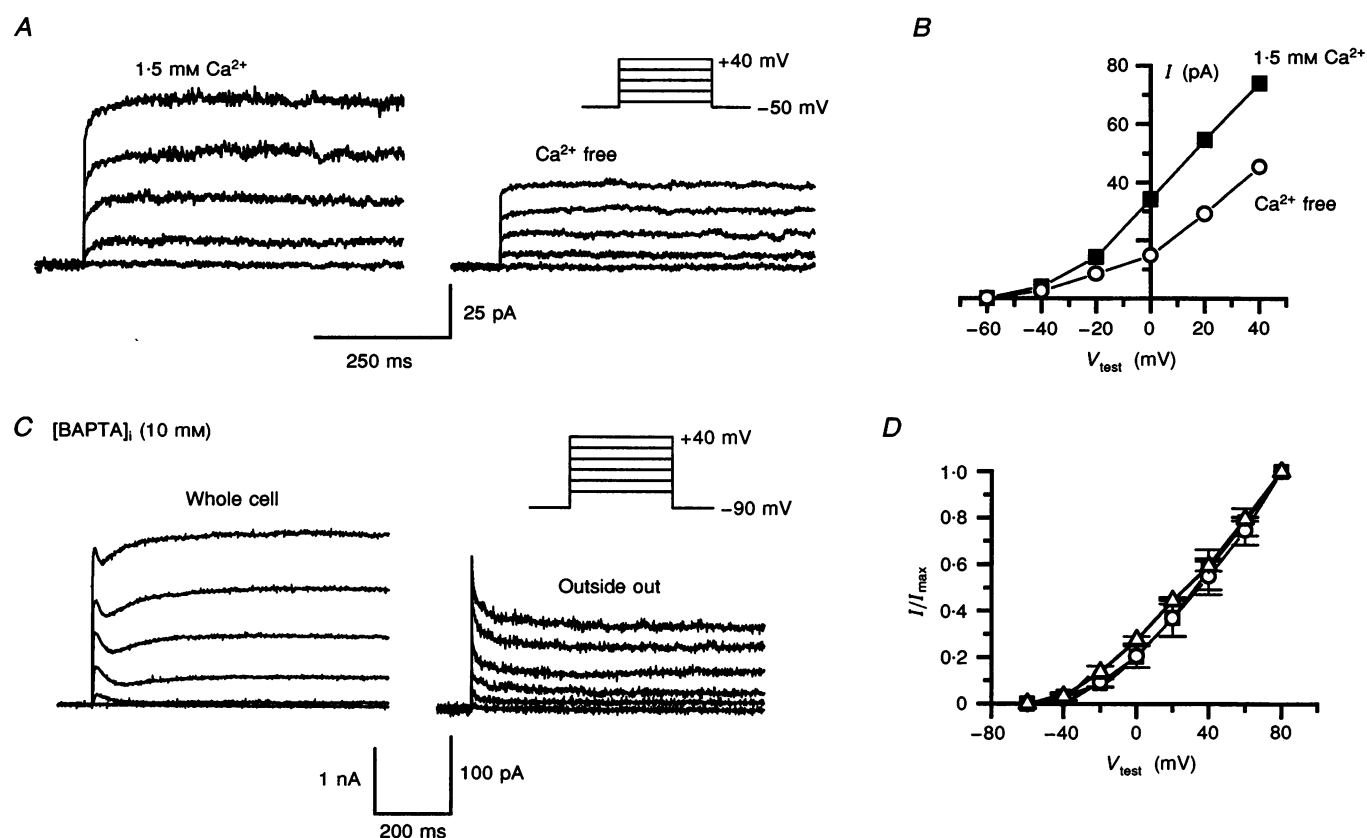 A
1·5 mM Ca²⁺
+40 mV
−50 mV
Ca²⁺ free
25 pA
250 ms
B
I (pA)
1·5 mM Ca²⁺
80
60
40
Ca²⁺ free
−60 −40 −20 0 20 40
Vtest (mV)
C [BAPTA]i (10 mM)
+40 mV
−90 mV
Whole cell
Outside out
1 nA
100 pA
200 ms
D
1·0
0·8
0·6
0·4
0·2
0
I/Imax
−80 −40 0 40 80
Vtest (mV)